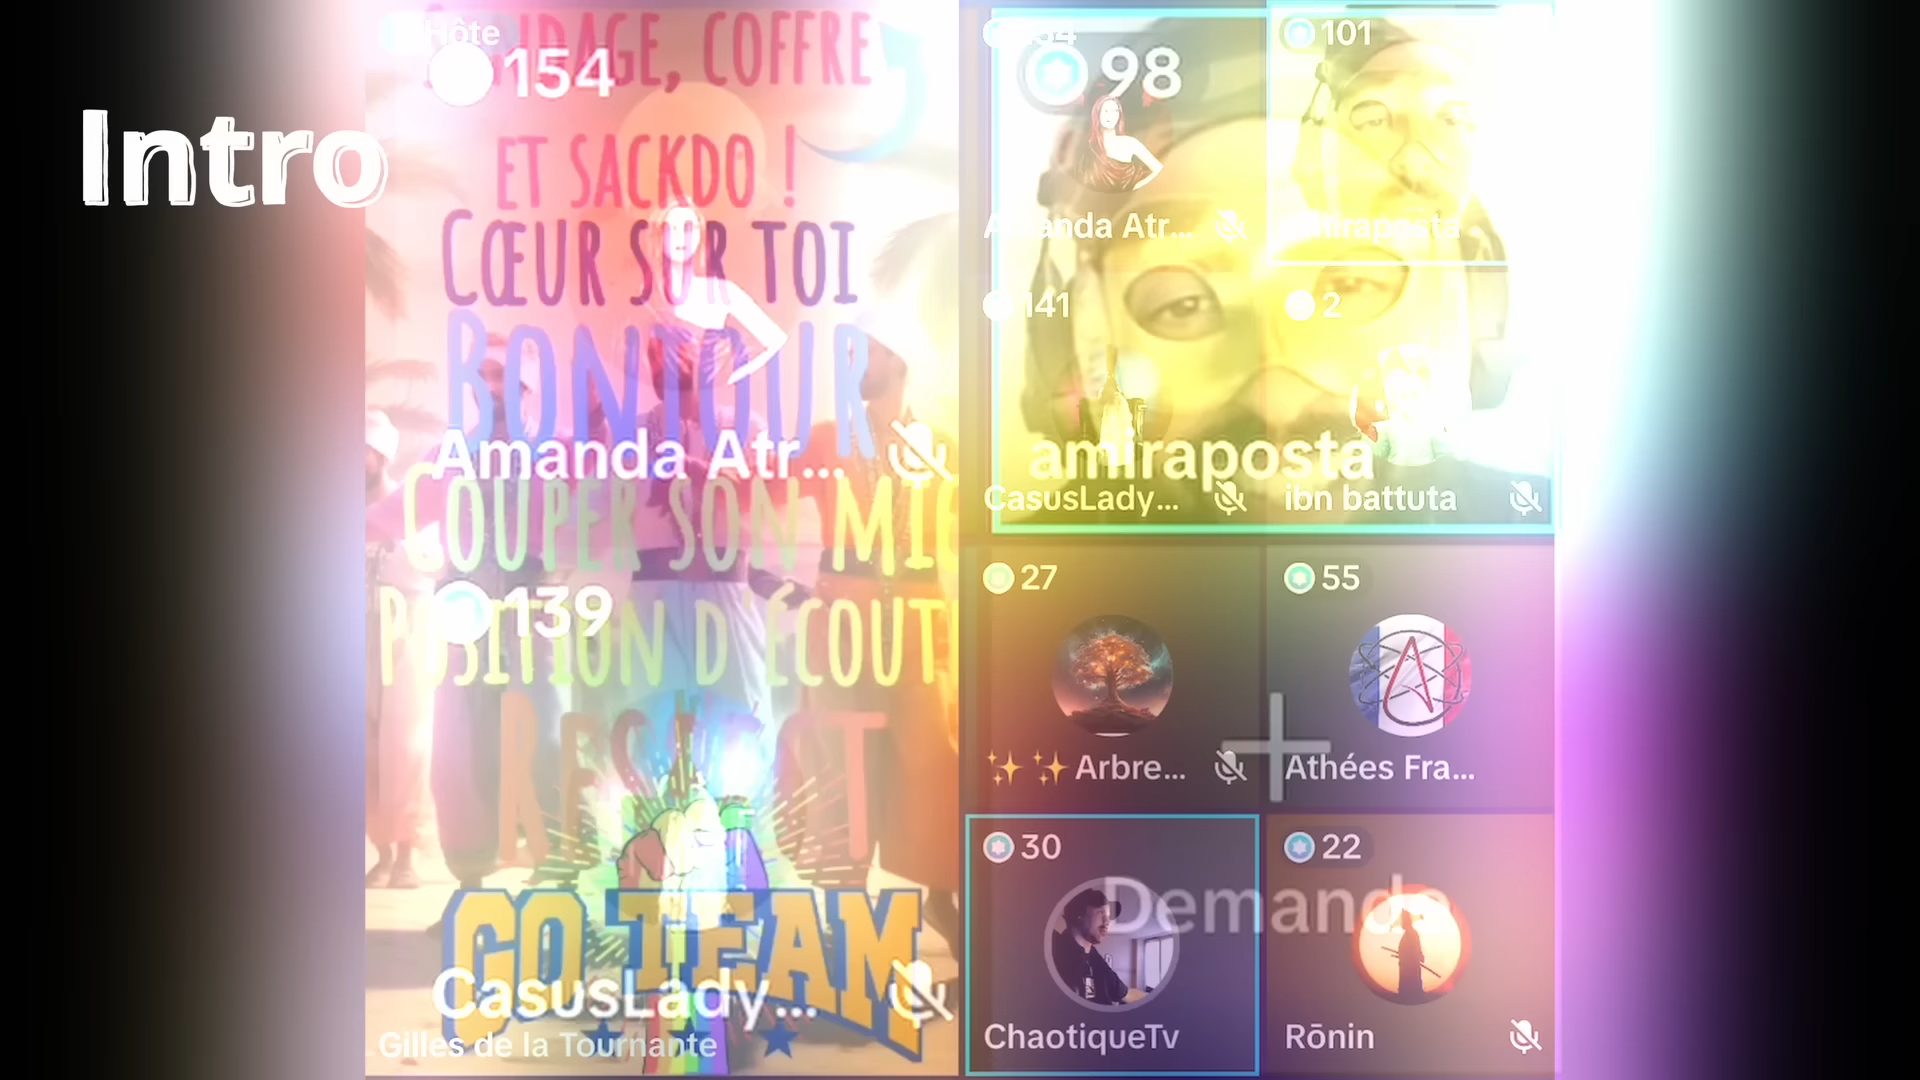 Hôte
154
98
101
DAGE, COFFRE
Intro
ET SACKDO !
CŒUR SUR TOI
Amanda Atr...
amiraposta
141
2
BONJOUR
Amanda Atr...
amiraposta
COUPER SON MIC
CasusLady...
ibn battuta
139
27
55
POSITION D'ÉCOUT
RESPECT
Arbre...
Athées Fra...
30
22
Demande
GO TEAM
CasusLady...
Gilles de la Tournante
ChaotiqueTv
Rōnin